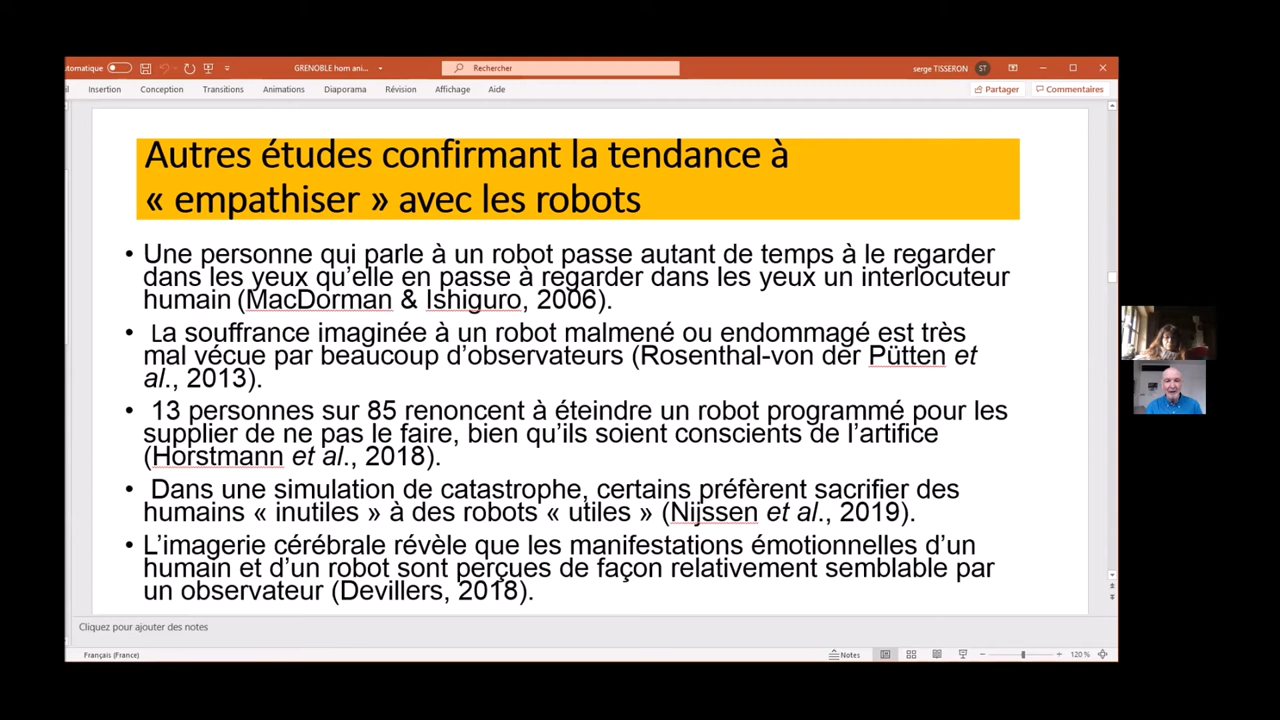 utomatique
GRENOBLE hom ani...
Rechercher
serge TISSERON
ST
Insertion
Conception
Transitions
Animations
Diaporama
Révision
Affichage
Aide
Partager
Commentaires
Autres études confirmant la tendance à
« empathiser » avec les robots
• Une personne qui parle à un robot passe autant de temps à le regarder
dans les yeux qu’elle en passe à regarder dans les yeux un interlocuteur
humain (MacDorman & Ishiguro, 2006).
• La souffrance imaginée à un robot malmené ou endommagé est très
mal vécue par beaucoup d’observateurs (Rosenthal-von der Pütten et
al., 2013).
• 13 personnes sur 85 renoncent à éteindre un robot programmé pour les
supplier de ne pas le faire, bien qu’ils soient conscients de l’artifice
(Horstmann et al., 2018).
• Dans une simulation de catastrophe, certains préfèrent sacrifier des
humains « inutiles » à des robots « utiles » (Nijssen et al., 2019).
• L’imagerie cérébrale révèle que les manifestations émotionnelles d’un
humain et d’un robot sont perçues de façon relativement semblable par
un observateur (Devillers, 2018).
Cliquez pour ajouter des notes
Français (France)
Notes
120 %